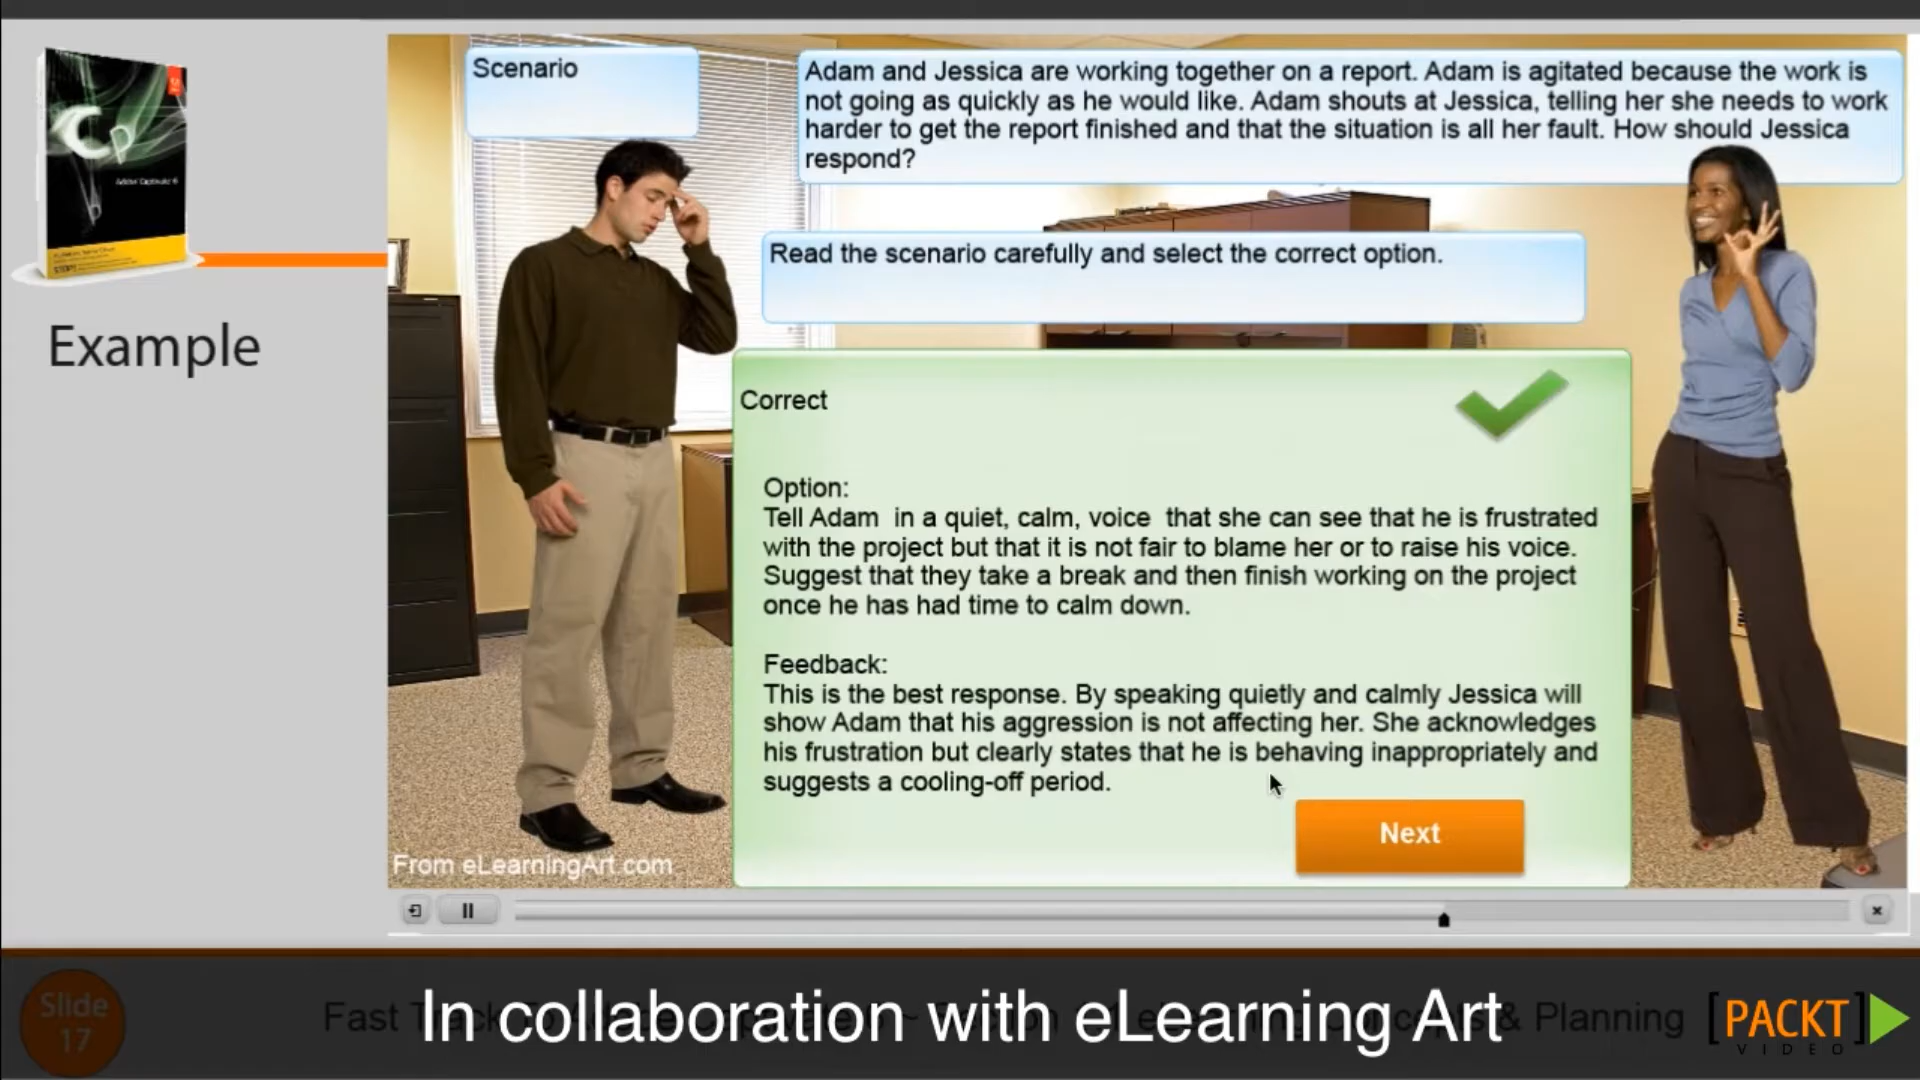 Scenario
Adam and Jessica are working together on a report. Adam is agitated because the work is
not going as quickly as he would like. Adam shouts at Jessica, telling her she needs to work
harder to get the report finished and that the situation is all her fault. How should Jessica
respond?
Cp
Adobe Captivate 6
Read the scenario carefully and select the correct option.
Example
Correct
Option:
Tell Adam  in a quiet, calm, voice  that she can see that he is frustrated
with the project but that it is not fair to blame her or to raise his voice.
Suggest that they take a break and then finish working on the project
once he has had time to calm down.
Feedback:
This is the best response. By speaking quietly and calmly Jessica will
show Adam that his aggression is not affecting her. She acknowledges
his frustration but clearly states that he is behaving inappropriately and
suggests a cooling-off period.
Next
From eLearningArt.com
Slide
17
Fast
& Planning
In collaboration with eLearning Art
[PACKT]
VIDEO